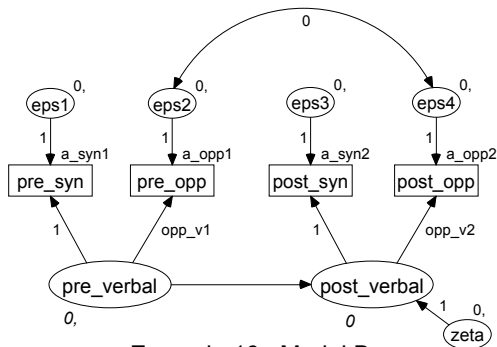 0
0,
0,
0,
0,
eps1
eps2
eps3
eps4
1
1
1
1
a_syn1
a_opp1
a_syn2
a_opp2
pre_syn
pre_opp
post_syn
post_opp
1
opp_v1
1
opp_v2
pre_verbal
post_verbal
0,
0
1
0,
zeta